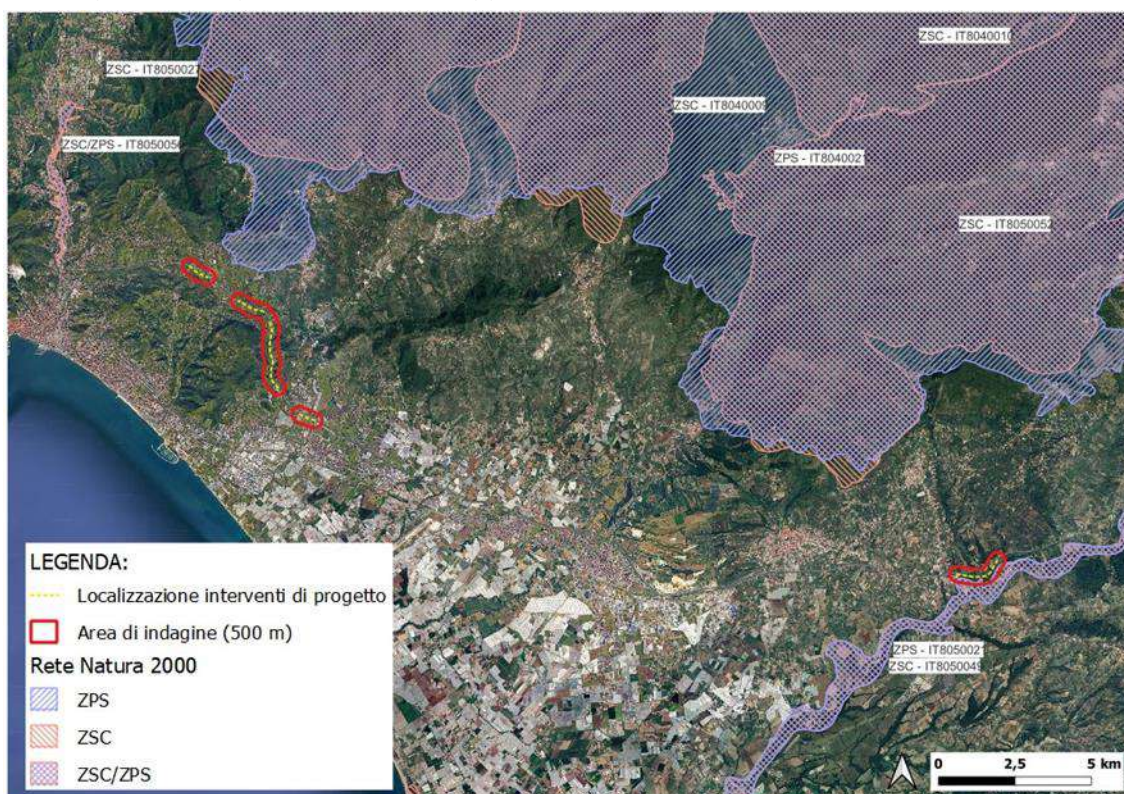 ZSC - IT8040010
ZSC - IT8050027
ZSC - IT8040009
ZSC/ZPS - IT8050056
ZPS - IT8040021
ZSC - IT8050052
LEGENDA:
Localizzazione interventi di progetto
Area di indagine (500 m)
Rete Natura 2000
ZPS
ZSC
ZSC/ZPS
ZPS - IT8050021
ZSC - IT8050049
0 2,5 5 km